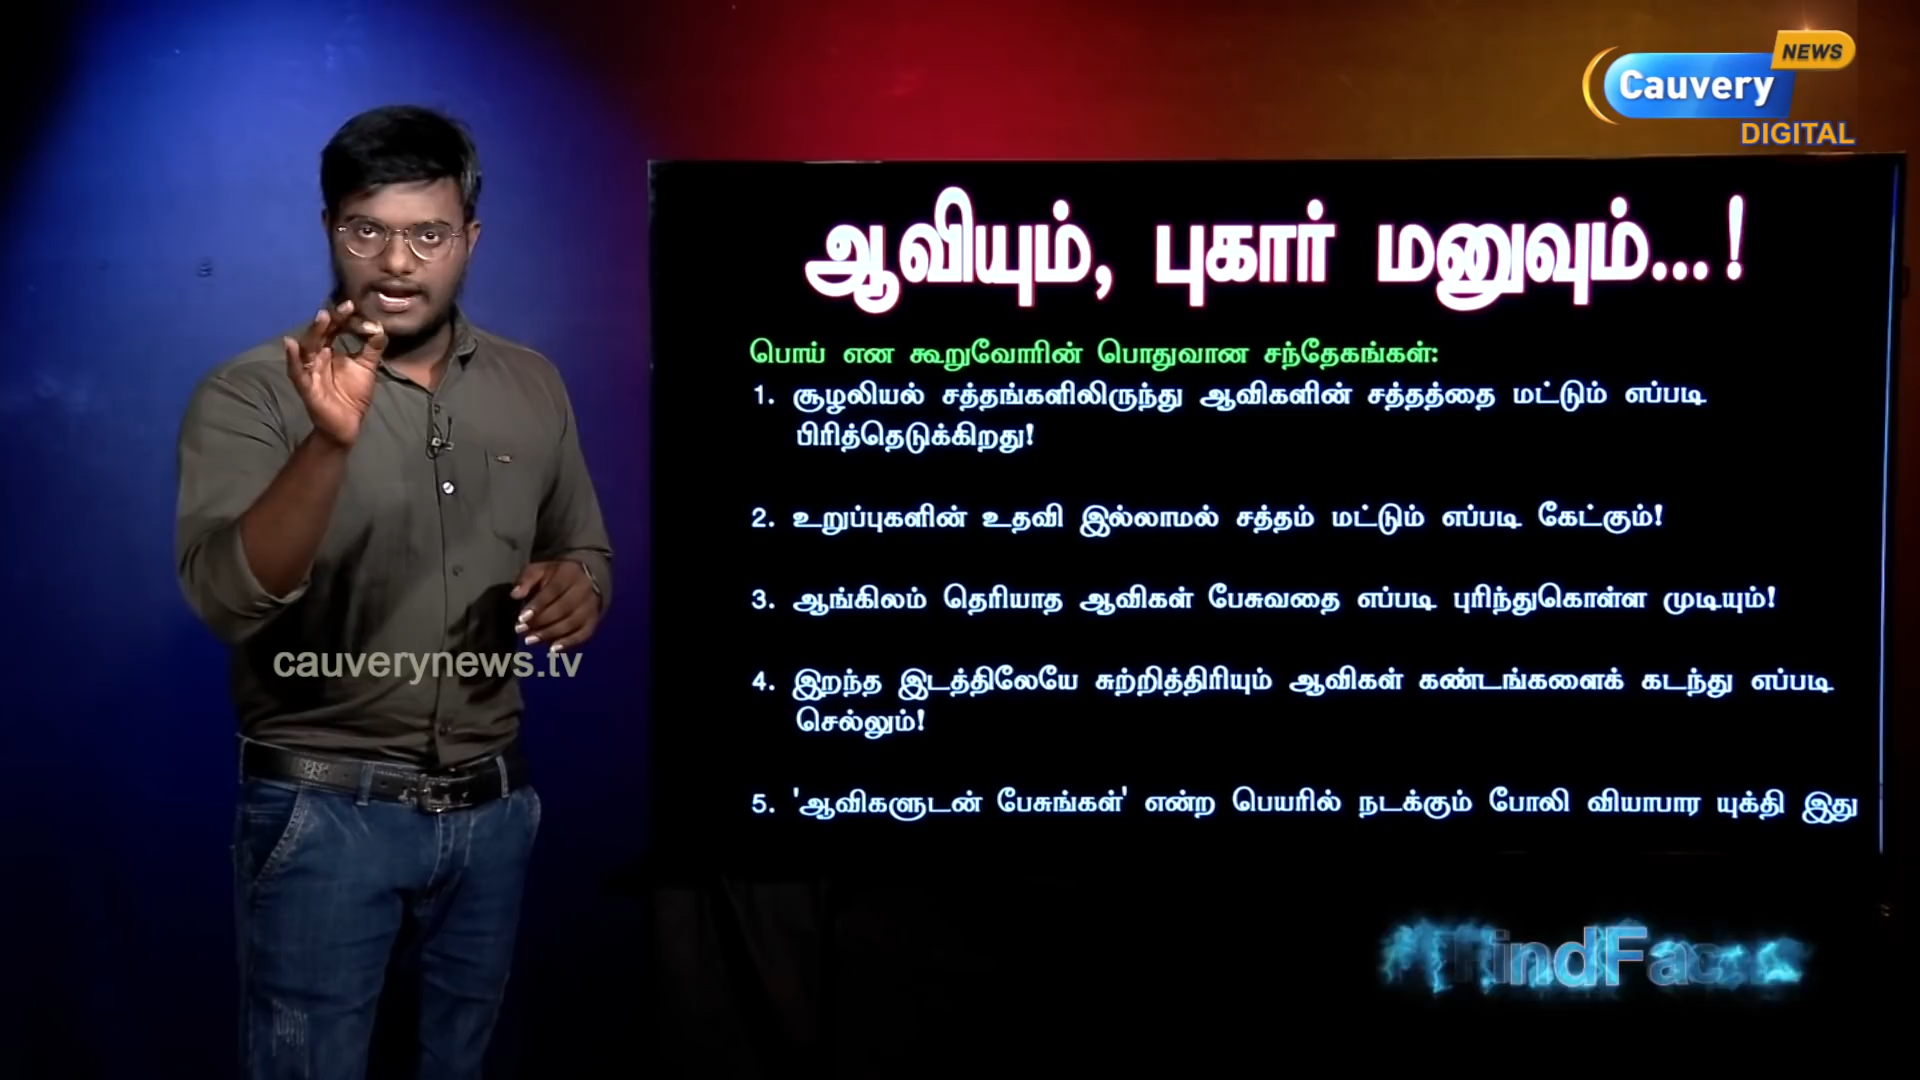 NEWS
Cauvery
DIGITAL
ஆவியும், புகார் மனுவும்...!
பொய் என கூறுவோரின் பொதுவான சந்தேகங்கள்:
1. சூழலியல் சத்தங்களிலிருந்து ஆவிகளின் சத்தத்தை மட்டும் எப்படி
பிரித்தெடுக்கிறது!
2. உறுப்புகளின் உதவி இல்லாமல் சத்தம் மட்டும் எப்படி கேட்கும்!
3. ஆங்கிலம் தெரியாத ஆவிகள் பேசுவதை எப்படி புரிந்துகொள்ள முடியும்!
4. இறந்த இடத்திலேயே சுற்றித்திரியும் ஆவிகள் கண்டங்களைக் கடந்து எப்படி
செல்லும்!
5. 'ஆவிகளுடன் பேசுங்கள்' என்ற பெயரில் நடக்கும் போலி வியாபார யுக்தி இது
cauverynews.tv